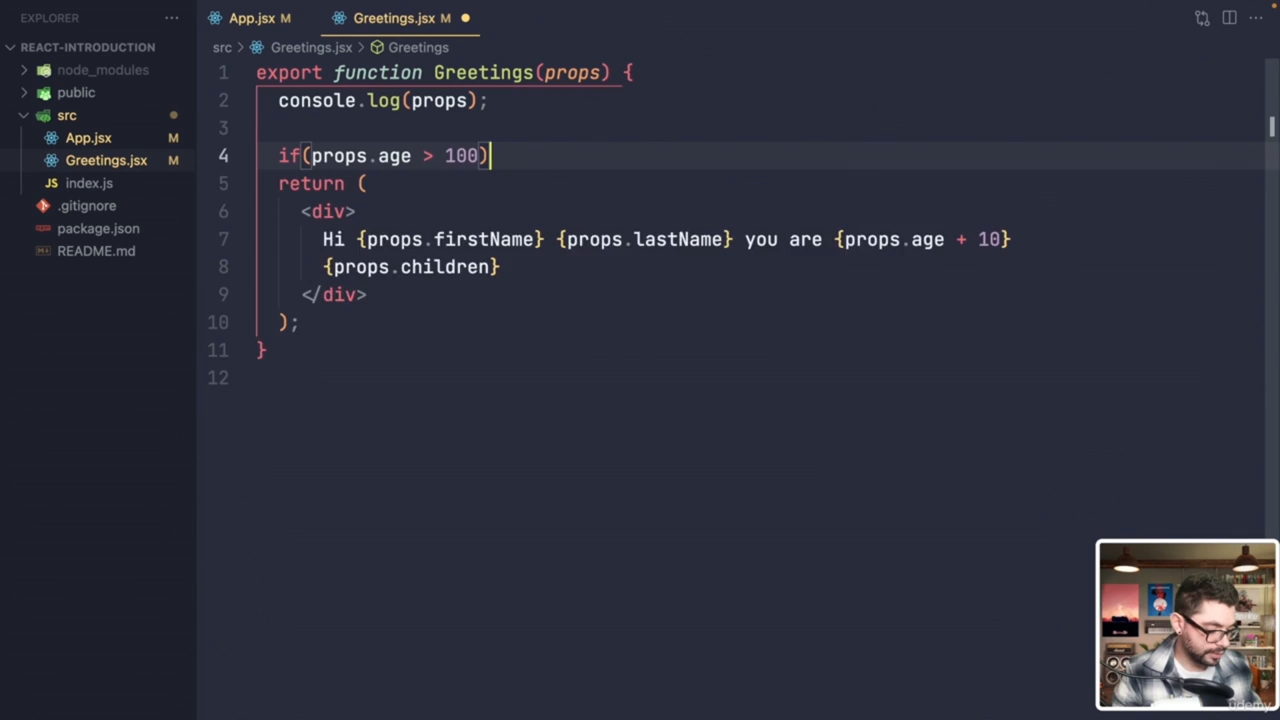 EXPLORER
REACT-INTRODUCTION
node_modules
public
src
App.jsx M
Greetings.jsx M
JS index.js
.gitignore
package.json
README.md
App.jsx M Greetings.jsx M
src > Greetings.jsx > Greetings
1 export function Greetings(props) {
2 console.log(props);
3
4 if(props.age > 100)
5 return (
6 <div>
7 Hi {props.firstName} {props.lastName} you are {props.age + 10}
8 {props.children}
9 </div>
10 );
11 }
12
udemy